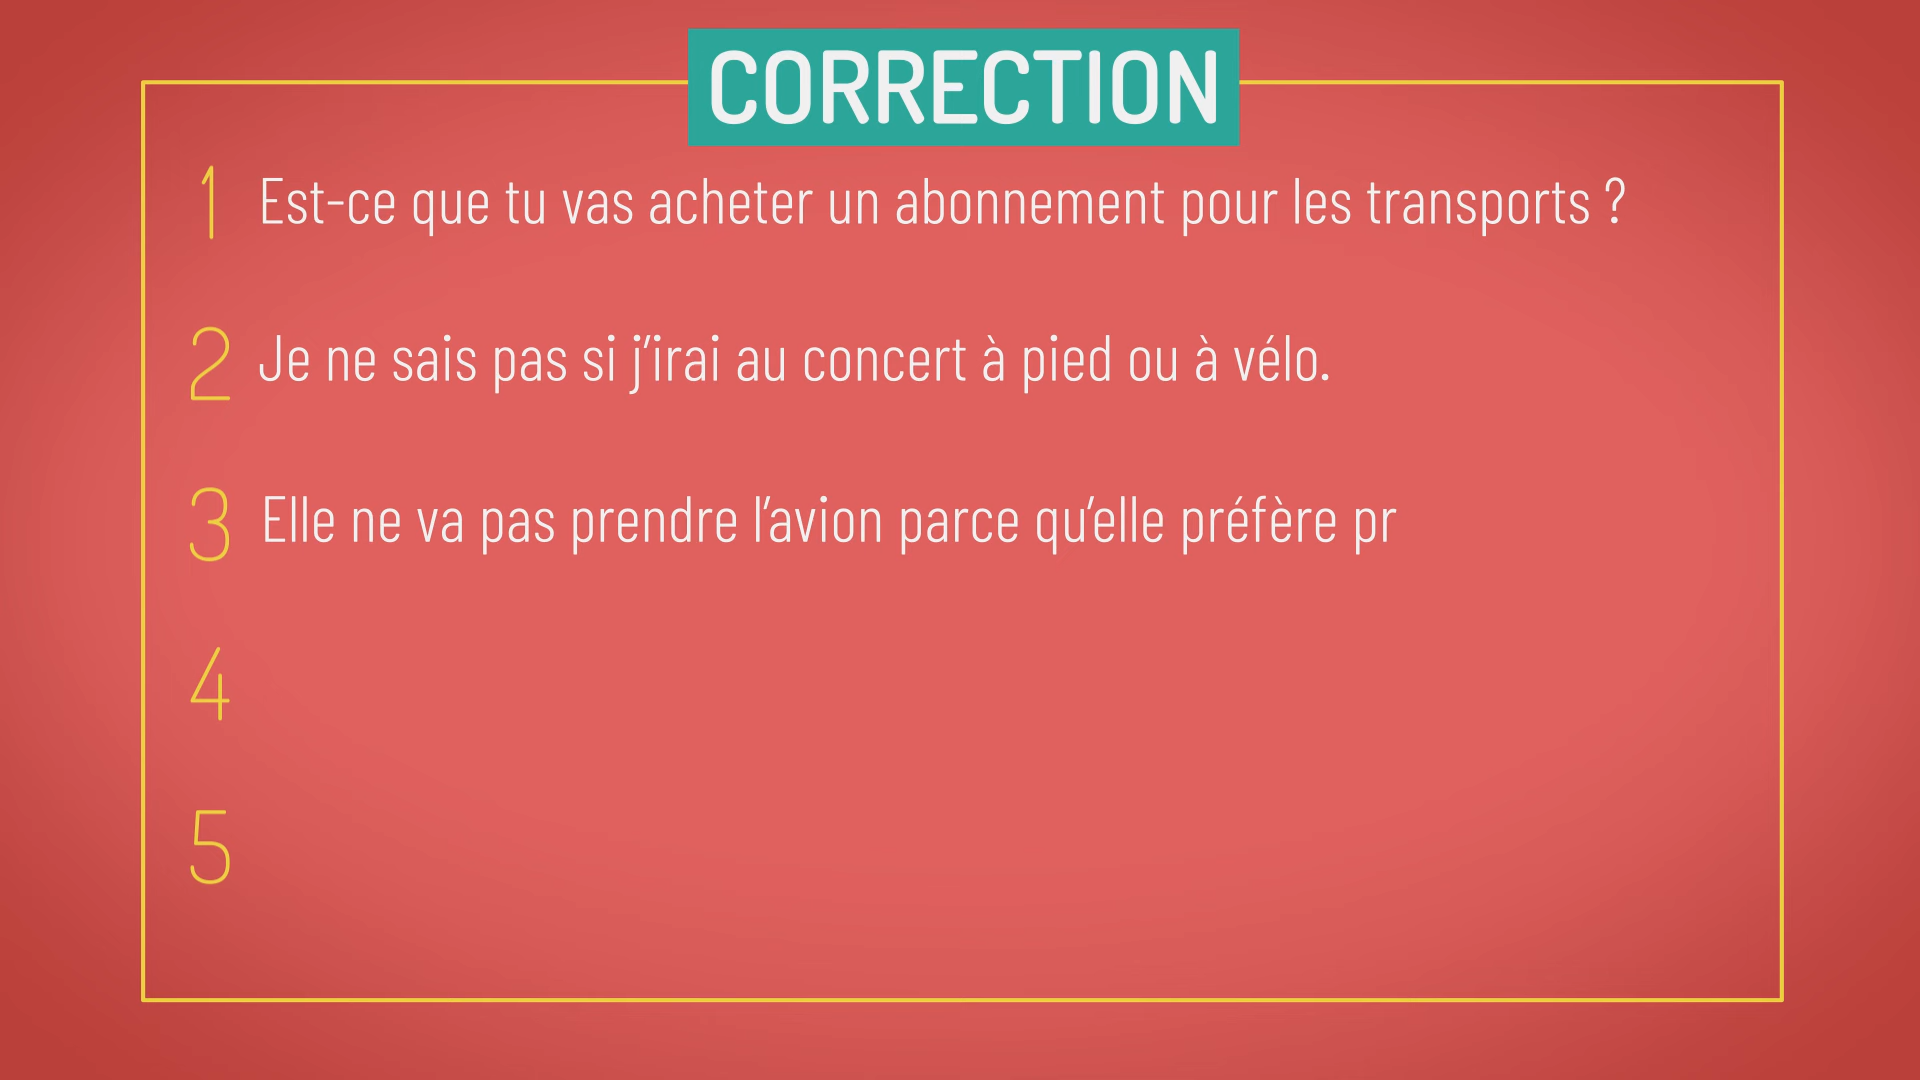 CORRECTION
1 Est-ce que tu vas acheter un abonnement pour les transports ?
2 Je ne sais pas si j'irai au concert à pied ou à vélo.
3 Elle ne va pas prendre l'avion parce qu'elle préfère pr
4
5